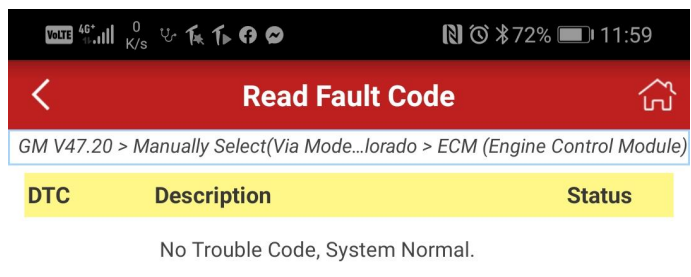 VoLTE 4G+ 0 K/s 72% 11:59
Read Fault Code
GM V47.20 > Manually Select(Via Mode...lorado > ECM (Engine Control Module)
DTC Description Status
No Trouble Code, System Normal.